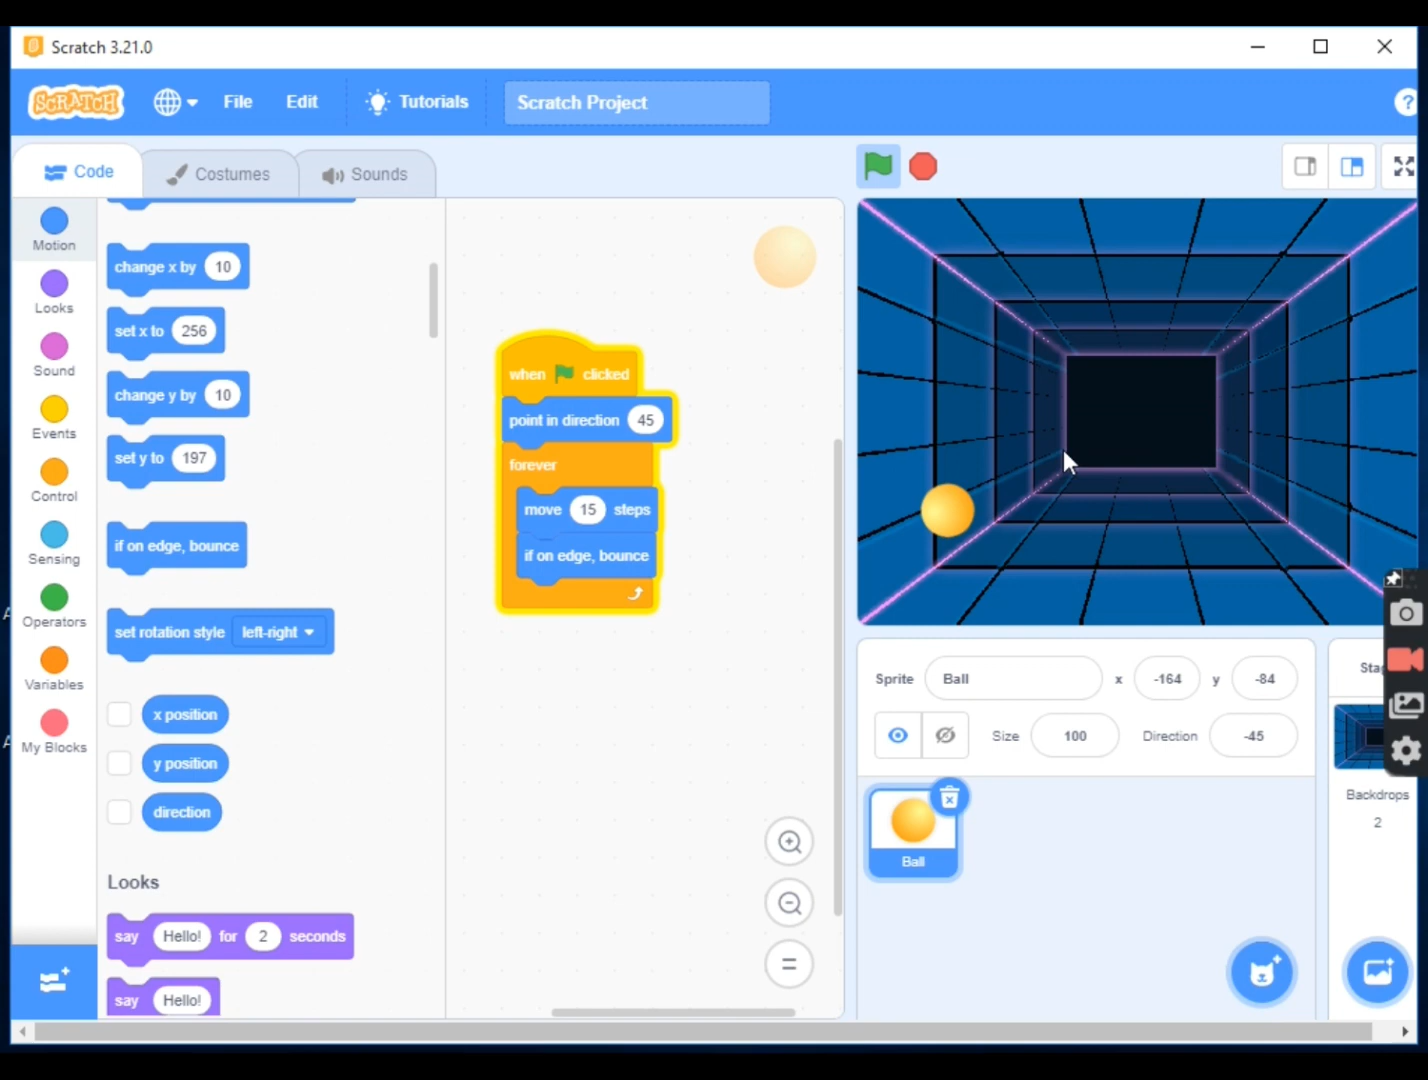 Scratch 3.21.0
SCRATCH
File
Edit
Tutorials
Scratch Project
?
Code
Costumes
Sounds
Motion
Looks
Sound
Events
Control
Sensing
Operators
Variables
My Blocks
change x by 10
set x to 256
change y by 10
set y to 197
if on edge, bounce
set rotation style left-right
x position
y position
direction
Looks
say Hello! for 2 seconds
say Hello!
when clicked
point in direction 45
forever
move 15 steps
if on edge, bounce
Sprite Ball x -164 y -84
Size 100 Direction -45
Ball
Backdrops
2